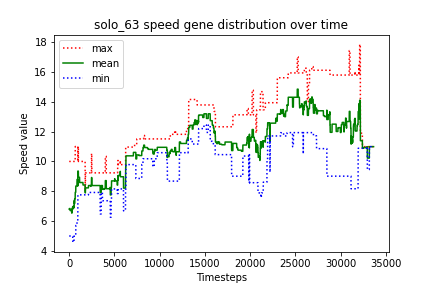 solo_63 speed gene distribution over time
max
mean
min
Speed value
18
16
14
12
10
8
6
4
0
5000
10000
15000
20000
25000
30000
35000
Timesteps